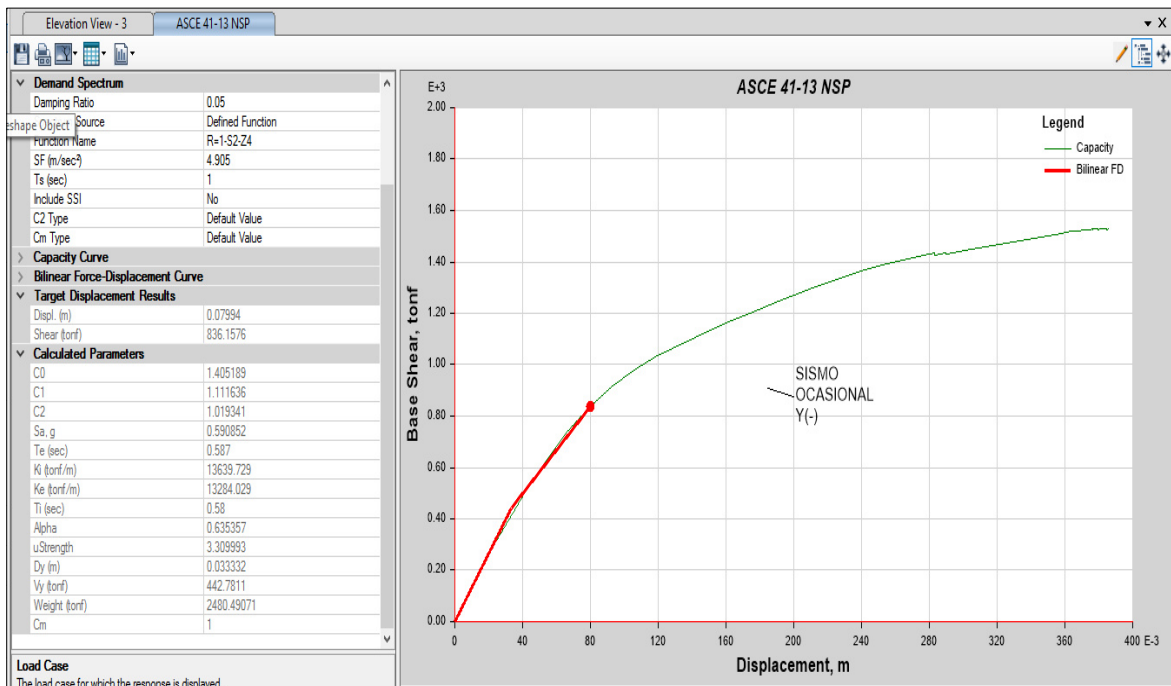 Elevation View - 3
ASCE 41-13 NSP
X
Demand Spectrum
Damping Ratio 0.05
Source Defined Function
eshape Object
Function Name R=1-S2-Z4
SF (m/sec²) 4.905
Ts (sec) 1
Include SSI No
C2 Type Default Value
Cm Type Default Value
Capacity Curve
Bilinear Force-Displacement Curve
Target Displacement Results
Displ. (m) 0.07994
Shear (tonf) 836.1576
Calculated Parameters
C0 1.405189
C1 1.111636
C2 1.019341
Sa, g 0.590852
Te (sec) 0.587
Ki (tonf/m) 13639.729
Ke (tonf/m) 13284.029
Ti (sec) 0.58
Alpha 0.635357
uStrength 3.309993
Dy (m) 0.033332
Vy (tonf) 442.7811
Weight (tonf) 2480.49071
Cm 1
Load Case
The load case for which the response is displayed
ASCE 41-13 NSP
E+3
2.00
1.80
1.60
1.40
1.20
1.00
0.80
0.60
0.40
0.20
0.00
Base Shear, tonf
Legend
Capacity
Bilinear FD
SISMO
OCASIONAL
Y(-)
0 40 80 120 160 200 240 280 320 360 400 E-3
Displacement, m